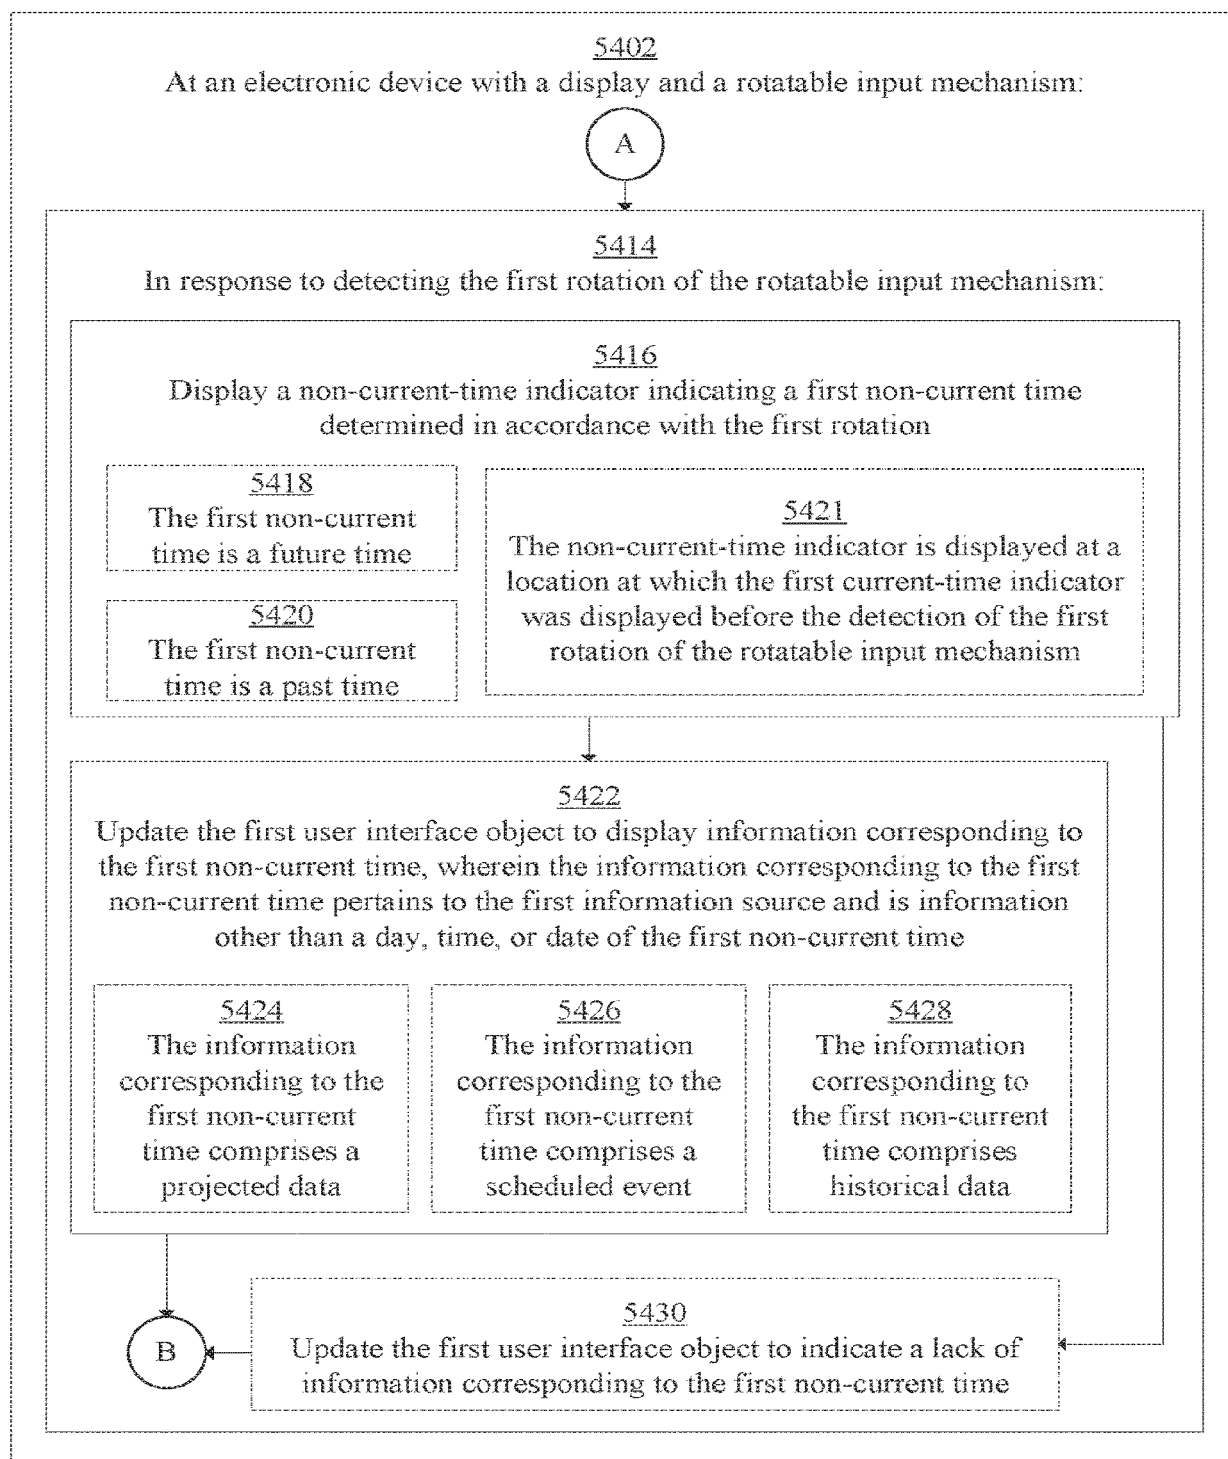 5402
At an electronic device with a display and a rotatable input mechanism:
A
5414
In response to detecting the first rotation of the rotatable input mechanism:
5416
Display a non-current-time indicator indicating a first non-current time
determined in accordance with the first rotation
5418
The first non-current
time is a future time
5420
The first non-current
time is a past time
5421
The non-current-time indicator is displayed at a
location at which the first current-time indicator
was displayed before the detection of the first
rotation of the rotatable input mechanism
5422
Update the first user interface object to display information corresponding to
the first non-current time, wherein the information corresponding to the first
non-current time pertains to the first information source and is information
other than a day, time, or date of the first non-current time
5424
The information
corresponding to the
first non-current
time comprises a
projected data
5426
The information
corresponding to the
first non-current
time comprises a
scheduled event
5428
The information
corresponding to
the first non-current
time comprises
historical data
B
5430
Update the first user interface object to indicate a lack of
information corresponding to the first non-current time